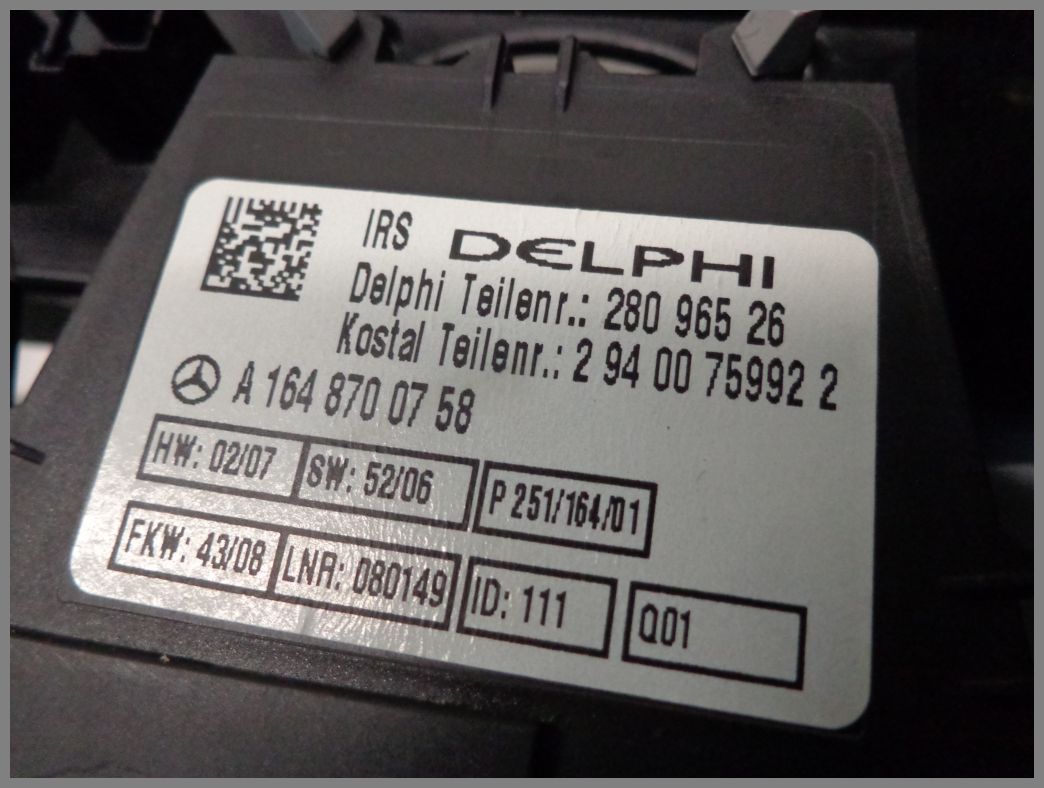 IRS DELPHI
Delphi Teilenr.: 280 965 26
Kostal Teilenr.: 2 94 00 75992 2
A 164 870 07 58
HW: 02/07 SW: 52/06 P 251/164/D1
FKW: 43/08 LNR: 080149 ID: 111 Q01